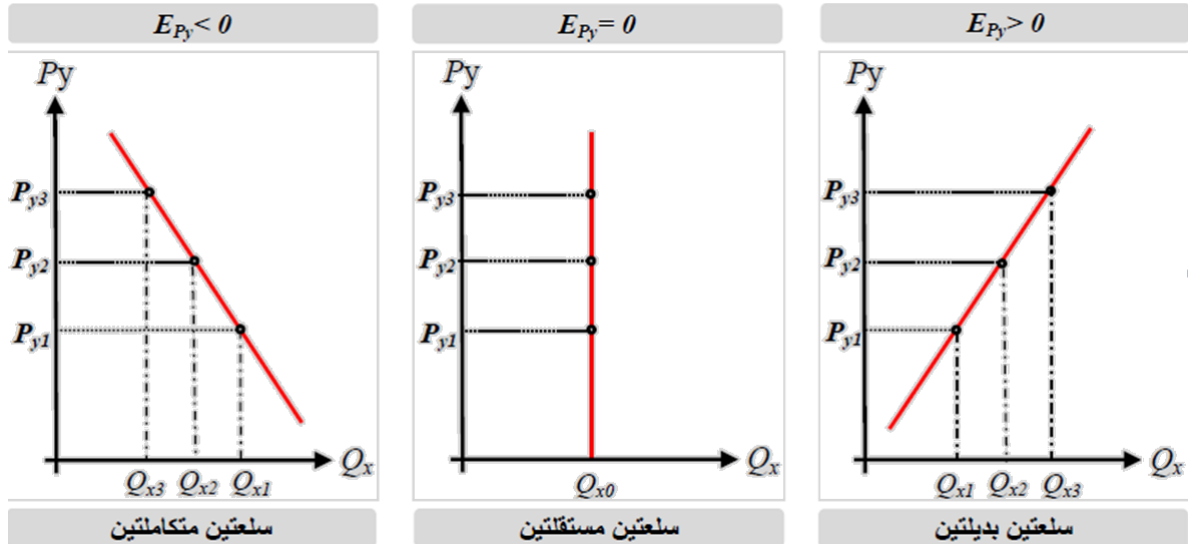 E_Py < 0
Py
P_y3
P_y2
P_y1
Q_x3 Q_x2 Q_x1
Q_x
سلعتين متكاملتين
E_Py = 0
Py
P_y3
P_y2
P_y1
Q_x0
Q_x
سلعتين مستقلتين
E_Py > 0
Py
P_y3
P_y2
P_y1
Q_x1 Q_x2 Q_x3
Q_x
سلعتين بديلتين